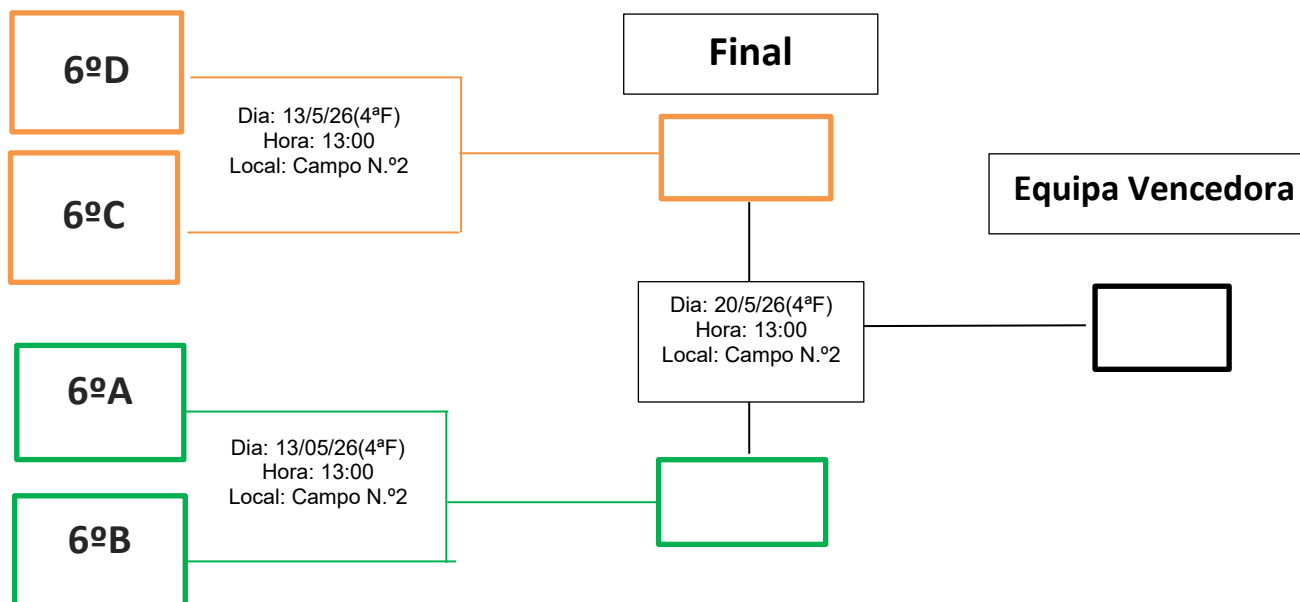 6ºD
Dia: 13/5/26(4ªF)
Hora: 13:00
Local: Campo N.º2
6ºC
Final
Equipa Vencedora
Dia: 20/5/26(4ªF)
Hora: 13:00
Local: Campo N.º2
6ºA
Dia: 13/05/26(4ªF)
Hora: 13:00
Local: Campo N.º2
6ºB